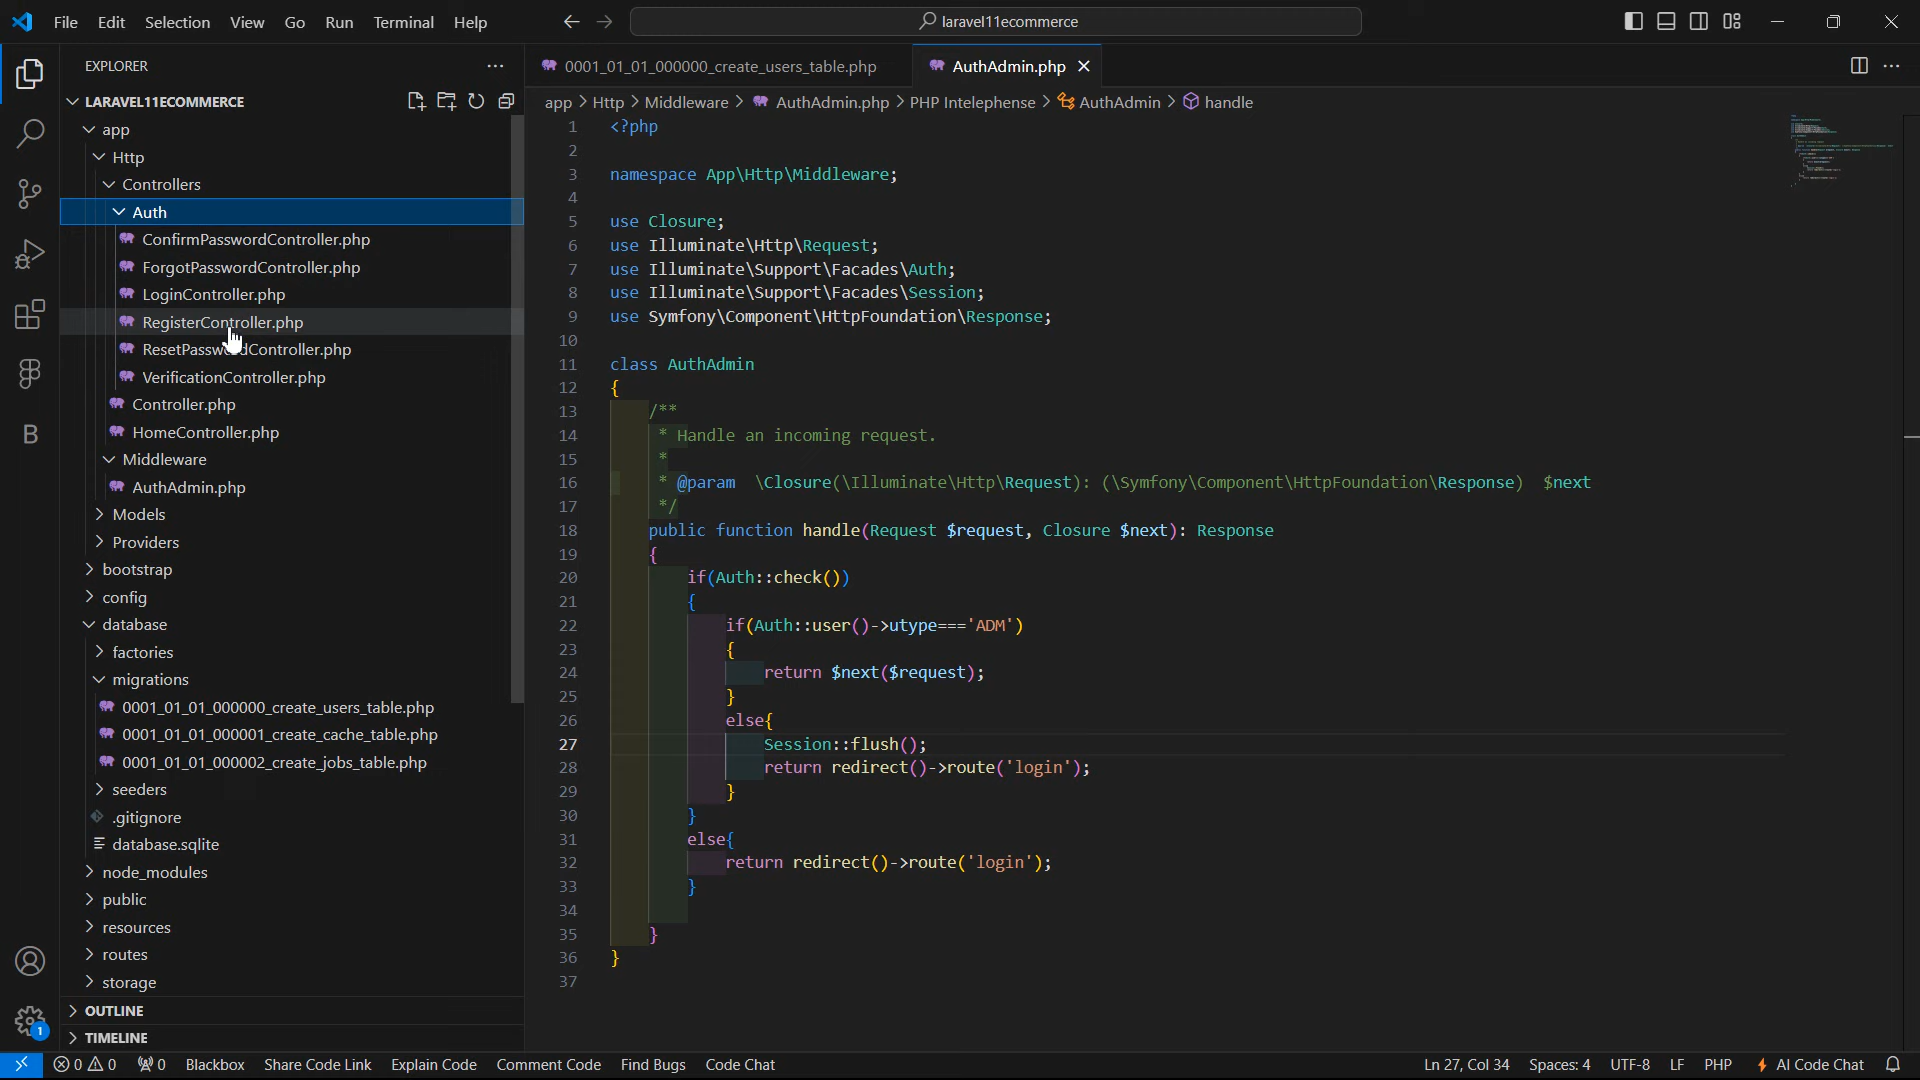 File Edit Selection View Go Run Terminal Help
laravel11ecommerce
EXPLORER
LARAVEL11ECOMMERCE
app
Http
Controllers
Auth
ConfirmPasswordController.php
ForgotPasswordController.php
LoginController.php
RegisterController.php
ResetPasswordController.php
VerificationController.php
Controller.php
HomeController.php
Middleware
AuthAdmin.php
Models
Providers
bootstrap
config
database
factories
migrations
0001_01_01_000000_create_users_table.php
0001_01_01_000001_create_cache_table.php
0001_01_01_000002_create_jobs_table.php
seeders
.gitignore
database.sqlite
node_modules
public
resources
routes
storage
OUTLINE
TIMELINE
B
1
0001_01_01_000000_create_users_table.php AuthAdmin.php
app > Http > Middleware > AuthAdmin.php > PHP Intelephense > AuthAdmin > handle
1 <?php
2
3 namespace App\Http\Middleware;
4
5 use Closure;
6 use Illuminate\Http\Request;
7 use Illuminate\Support\Facades\Auth;
8 use Illuminate\Support\Facades\Session;
9 use Symfony\Component\HttpFoundation\Response;
10
11 class AuthAdmin
12 {
13 /**
14 * Handle an incoming request.
15 *
16 * @param \Closure(\Illuminate\Http\Request): (\Symfony\Component\HttpFoundation\Response) $next
17 */
18 public function handle(Request $request, Closure $next): Response
19 {
20 if(Auth::check())
21 {
22 if(Auth::user()->utype==='ADM')
23 {
24 return $next($request);
25 }
26 else{
27 Session::flush();
28 return redirect()->route('login');
29 }
30 }
31 else{
32 return redirect()->route('login');
33 }
34
35 }
36 }
37
0 0 0 Blackbox Share Code Link Explain Code Comment Code Find Bugs Code Chat Ln 27, Col 34 Spaces: 4 UTF-8 LF PHP AI Code Chat